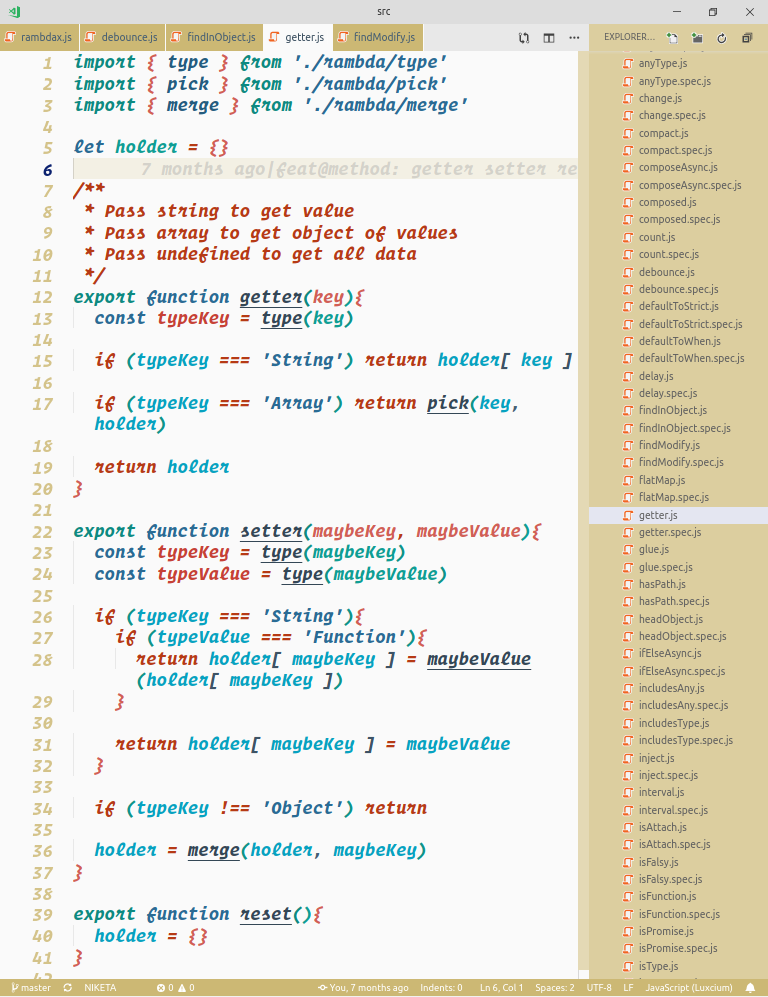 src
rambdax.js debounce.js findInObject.js getter.js findModify.js EXPLORER...
1 import { type } from './rambda/type'
2 import { pick } from './rambda/pick'
3 import { merge } from './rambda/merge'
4
5 let holder = {}
6 7 months ago|feat@method: getter setter re
7 /**
8 * Pass string to get value
9 * Pass array to get object of values
10 * Pass undefined to get all data
11 */
12 export function getter(key){
13 const typeKey = type(key)
14
15 if (typeKey === 'String') return holder[ key ]
16
17 if (typeKey === 'Array') return pick(key,
holder)
18
19 return holder
20 }
21
22 export function setter(maybeKey, maybeValue){
23 const typeKey = type(maybeKey)
24 const typeValue = type(maybeValue)
25
26 if (typeKey === 'String'){
27 if (typeValue === 'Function'){
28 return holder[ maybeKey ] = maybeValue
(holder[ maybeKey ])
29 }
30
31 return holder[ maybeKey ] = maybeValue
32 }
33
34 if (typeKey !== 'Object') return
35
36 holder = merge(holder, maybeKey)
37 }
38
39 export function reset(){
40 holder = {}
41 }
42
anyType.js
anyType.spec.js
change.js
change.spec.js
compact.js
compact.spec.js
composeAsync.js
composeAsync.spec.js
composed.js
composed.spec.js
count.js
count.spec.js
debounce.js
debounce.spec.js
defaultToStrict.js
defaultToStrict.spec.js
defaultToWhen.js
defaultToWhen.spec.js
delay.js
delay.spec.js
findInObject.js
findInObject.spec.js
findModify.js
findModify.spec.js
flatMap.js
flatMap.spec.js
getter.js
getter.spec.js
glue.js
glue.spec.js
hasPath.js
hasPath.spec.js
headObject.js
headObject.spec.js
ifElseAsync.js
ifElseAsync.spec.js
includesAny.js
includesAny.spec.js
includesType.js
includesType.spec.js
inject.js
inject.spec.js
interval.js
interval.spec.js
isAttach.js
isAttach.spec.js
isFalsy.js
isFalsy.spec.js
isFunction.js
isFunction.spec.js
isPromise.js
isPromise.spec.js
isType.js
master NIKETA 0 0 You, 7 months ago Indents: 0 Ln 6, Col 1 Spaces: 2 UTF-8 LF JavaScript (Luxcium)